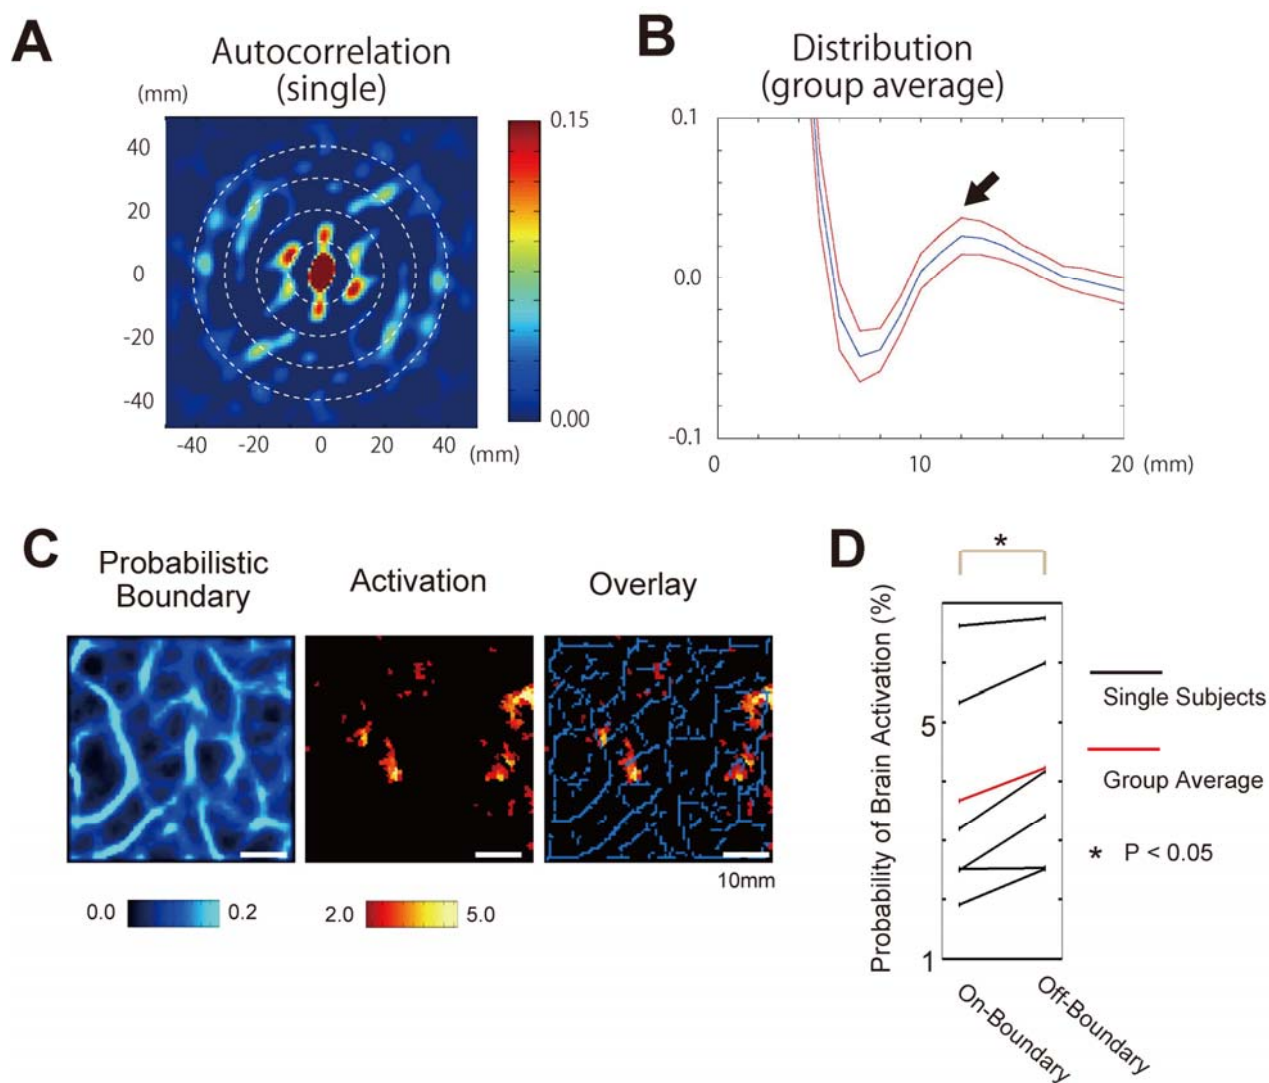 A
Autocorrelation
(single)
(mm)
40
20
0
-20
-40
-40 -20 0 20 40 (mm)
0.15
0.00
B
Distribution
(group average)
0.1
0.0
-0.1
0 10 20 (mm)
C
Probabilistic
Boundary
Activation
Overlay
10mm
0.0 0.2
2.0 5.0
D
*
Probability of Brain Activation (%)
5
1
On-Boundary
Off-Boundary
Single Subjects
Group Average
* P < 0.05